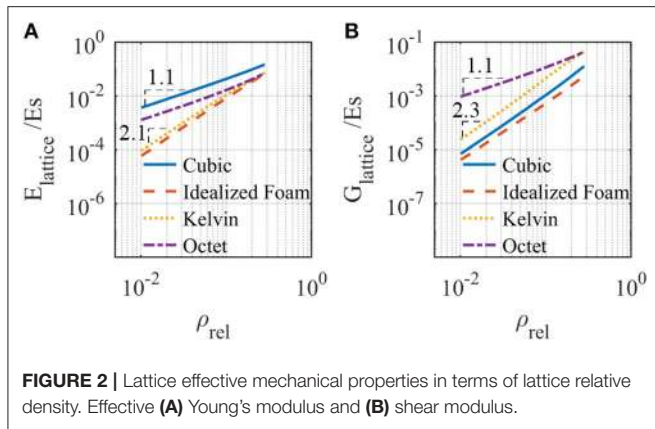 A
10^0
10^-2
10^-4
10^-6
E_lattice /Es
1.1
2.1
Cubic
Idealized Foam
Kelvin
Octet
10^-2
10^0
ρ_rel
B
10^-1
10^-3
10^-5
10^-7
G_lattice /Es
1.1
2.3
Cubic
Idealized Foam
Kelvin
Octet
10^-2
10^0
ρ_rel
FIGURE 2 | Lattice effective mechanical properties in terms of lattice relative
density. Effective (A) Young's modulus and (B) shear modulus.